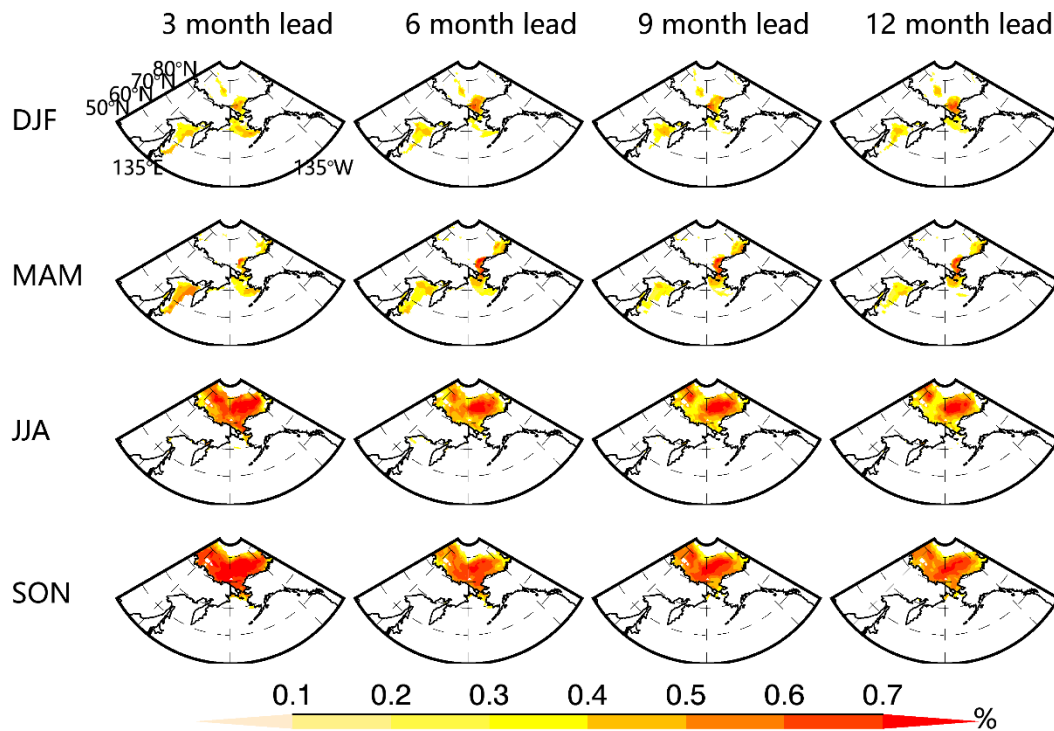 3 month lead 6 month lead 9 month lead 12 month lead
80°N
70°N
60°N
50°N
DJF
135°E 135°W
MAM
JJA
SON
0.1 0.2 0.3 0.4 0.5 0.6 0.7
%